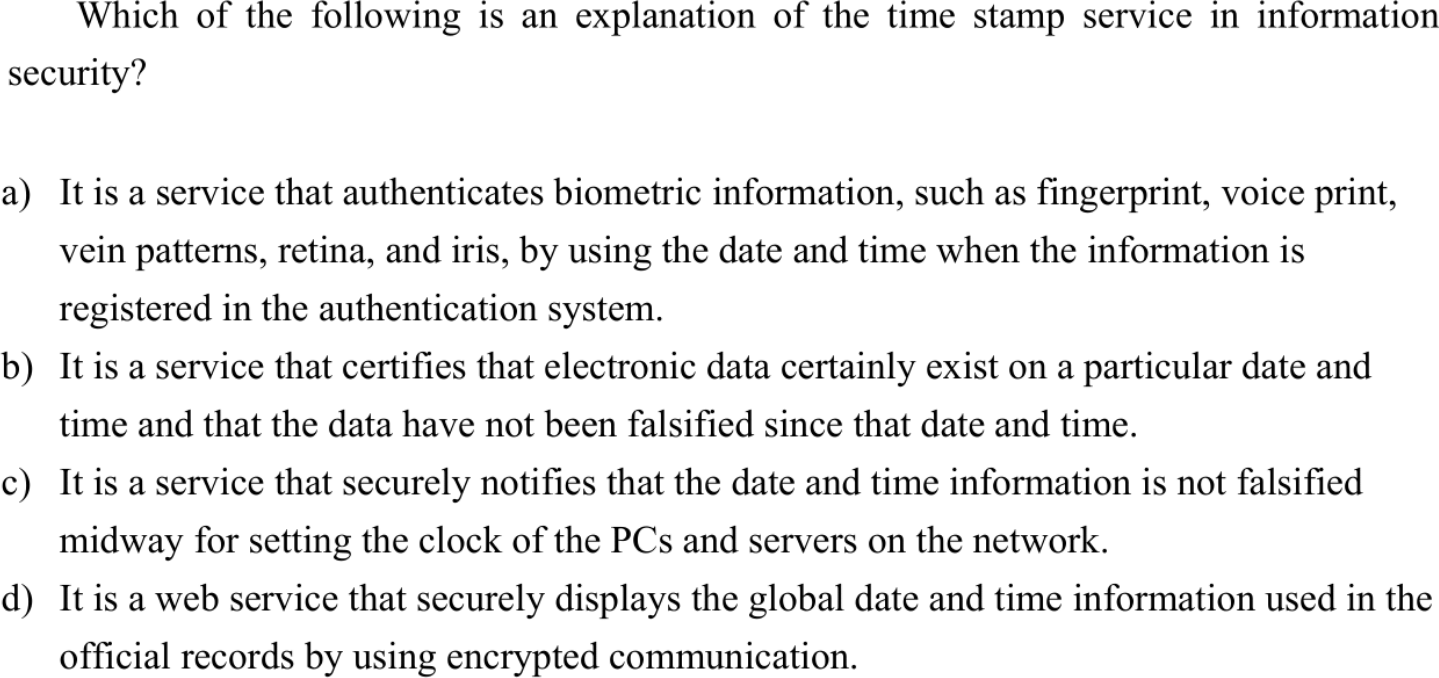 Which of the following is an explanation of the time stamp service in information
security?
a) It is a service that authenticates biometric information, such as fingerprint, voice print,
vein patterns, retina, and iris, by using the date and time when the information is
registered in the authentication system.
b) It is a service that certifies that electronic data certainly exist on a particular date and
time and that the data have not been falsified since that date and time.
c) It is a service that securely notifies that the date and time information is not falsified
midway for setting the clock of the PCs and servers on the network.
d) It is a web service that securely displays the global date and time information used in the
official records by using encrypted communication.